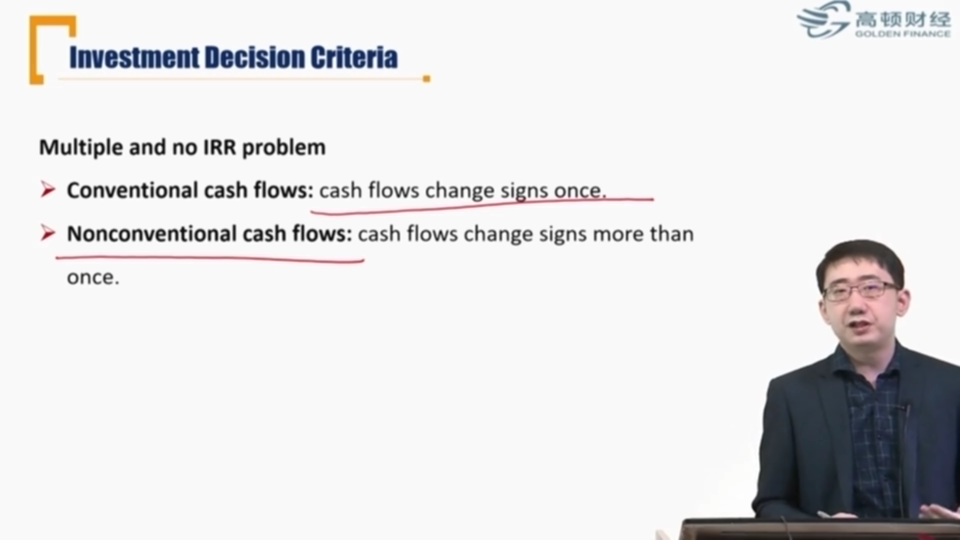 高顿财经
GOLDEN FINANCE
Investment Decision Criteria
Multiple and no IRR problem
Conventional cash flows: cash flows change signs once.
Nonconventional cash flows: cash flows change signs more than
once.